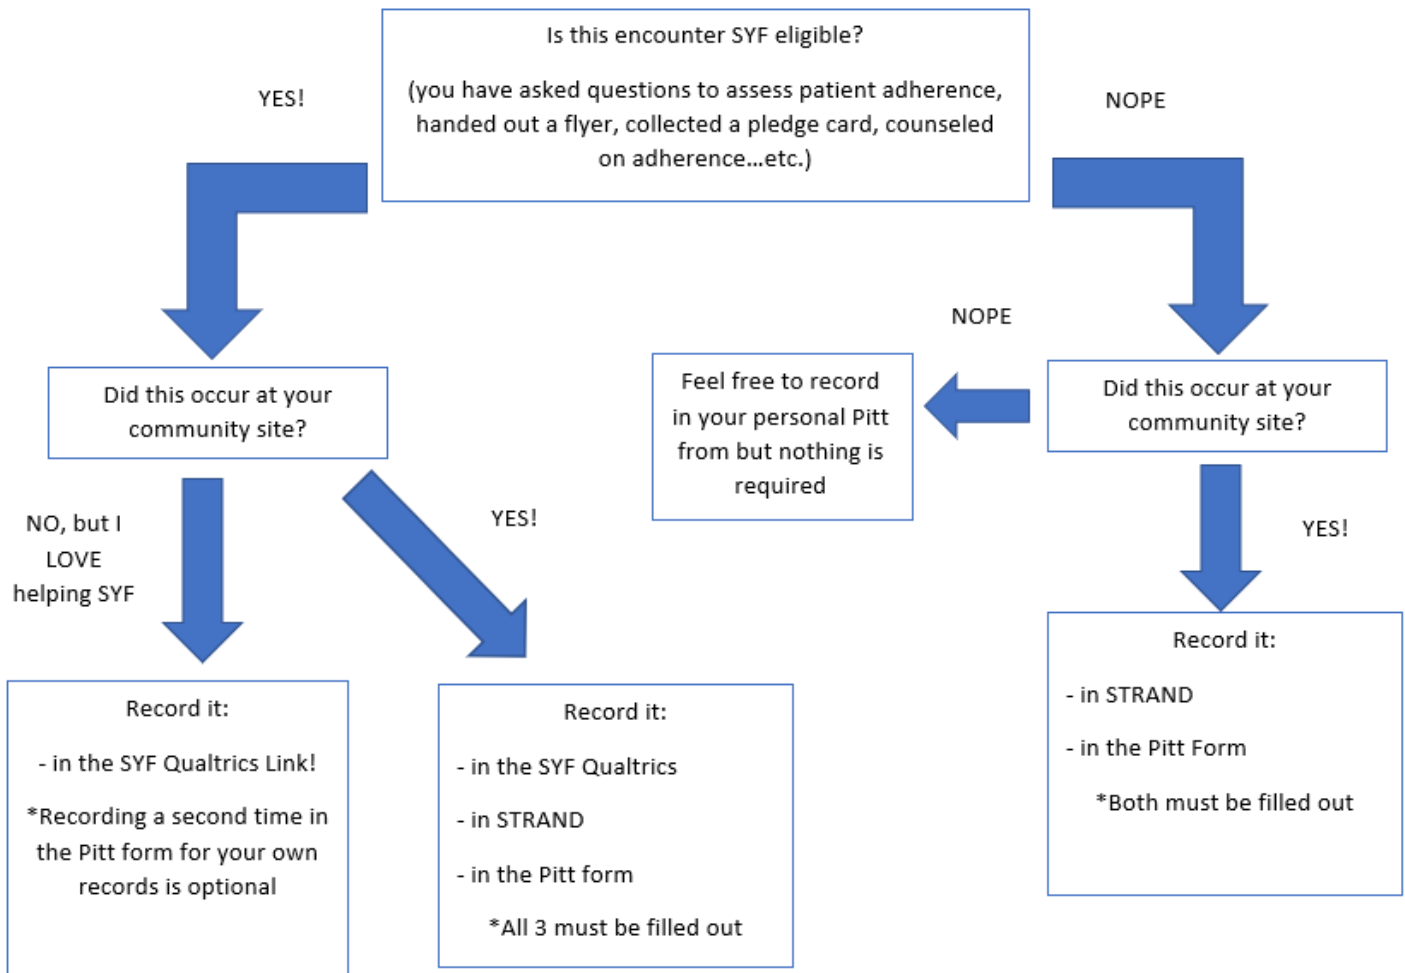 Is this encounter SYF eligible?
(you have asked questions to assess patient adherence,
handed out a flyer, collected a pledge card, counseled
on adherence...etc.)
YES!
NOPE
Did this occur at your
community site?
NOPE
Feel free to record
in your personal Pitt
from but nothing is
required
Did this occur at your
community site?
NO, but I
LOVE
helping SYF
YES!
YES!
Record it:
- in the SYF Qualtrics Link!
*Recording a second time in
the Pitt form for your own
records is optional
Record it:
- in the SYF Qualtrics
- in STRAND
- in the Pitt form
*All 3 must be filled out
Record it:
- in STRAND
- in the Pitt Form
*Both must be filled out